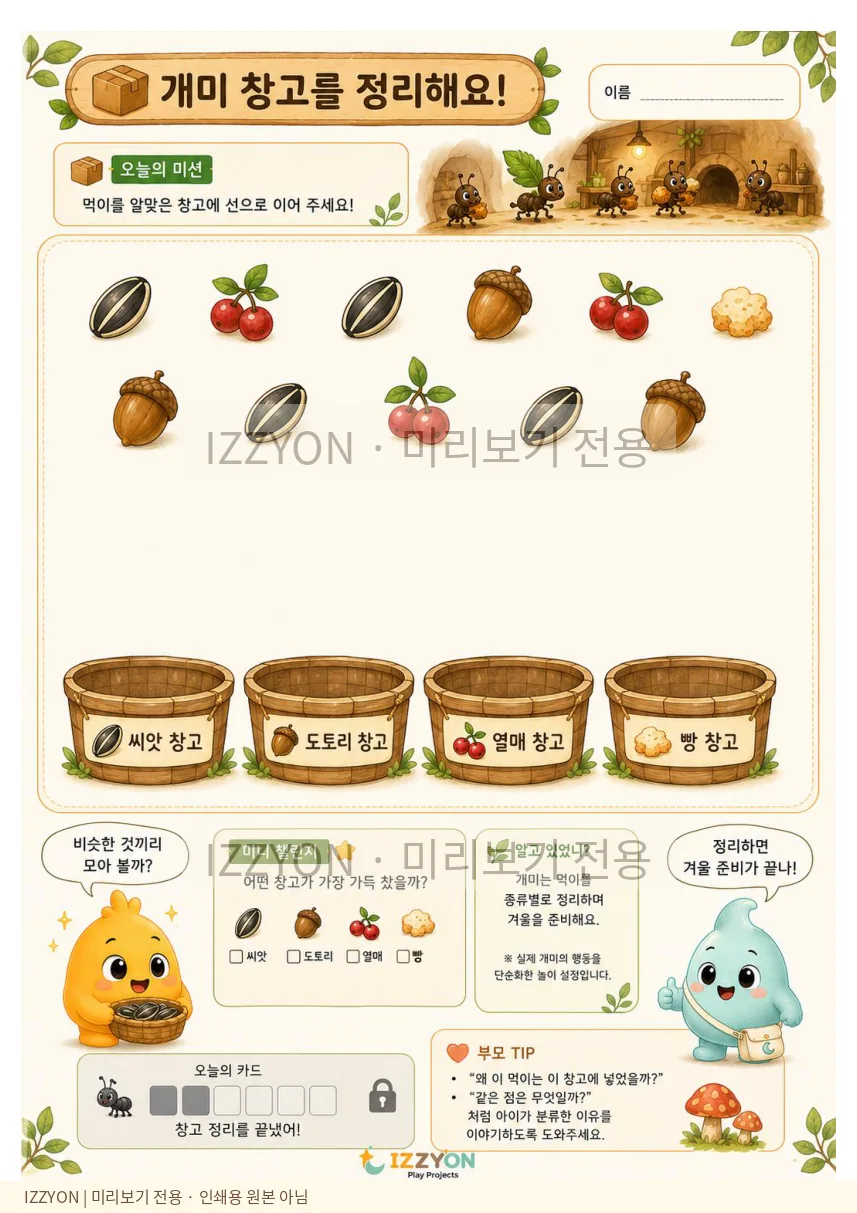 개미 창고를 정리해요!
이름
오늘의 미션
먹이를 알맞은 창고에 선으로 이어 주세요!
IZZYON · 미리보기 전용
씨앗 창고
도토리 창고
열매 창고
빵 창고
비슷한 것끼리
모아 볼까?
미니 챌린지
어떤 창고가 가장 가득 찼을까?
씨앗
도토리
열매
빵
알고 있었니?
개미는 먹이를
종류별로 정리하며
겨울을 준비해요.
※ 실제 개미의 행동을
단순화한 놀이 설정입니다.
정리하면
겨울 준비가 끝나!
IZZYON · 미리보기 전용
오늘의 카드
창고 정리를 끝냈어!
부모 TIP
• “왜 이 먹이는 이 창고에 넣었을까?”
• “같은 점은 무엇일까?”
처럼 아이가 분류한 이유를
이야기하도록 도와주세요.
IZZYON
Play Projects
IZZYON | 미리보기 전용 · 인쇄용 원본 아님